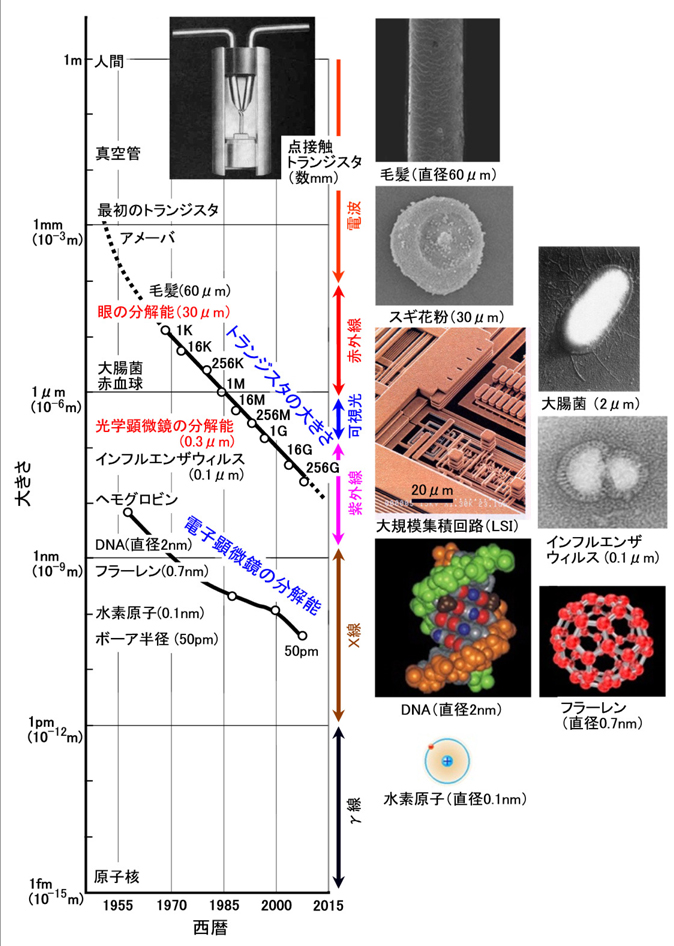 1m
人間
真空管
点接触
トランジスタ
(数mm)
電波
毛髪(直径60μm)
最初のトランジスタ
1mm
(10⁻³m)
アメーバ
毛髪(60μm)
眼の分解能(30μm)
スギ花粉(30μm)
赤外線
1K
16K
256K
1M
16M
256M
1G
16G
256G
トランジスタの大きさ
大腸菌
赤血球
1μm
(10⁻⁶m)
可視光
大腸菌(2μm)
光学顕微鏡の分解能
(0.3μm)
インフルエンザウィルス
(0.1μm)
大きさ
紫外線
20μm
大規模集積回路(LSI)
インフルエンザ
ウィルス(0.1μm)
ヘモグロビン
DNA(直径2nm)
電子顕微鏡の分解能
1nm
(10⁻⁹m)
フラーレン(0.7nm)
水素原子(0.1nm)
ボーア半径(50pm)
50pm
X線
DNA(直径2nm)
フラーレン
(直径0.7nm)
1pm
(10⁻¹²m)
水素原子(直径0.1nm)
γ線
原子核
1fm
(10⁻¹⁵m)
1955 1970 1985 2000 2015
西暦